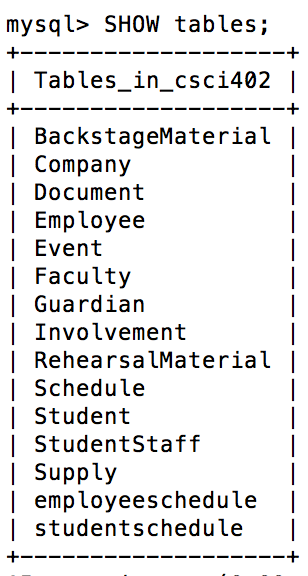 mysql> SHOW tables;
+--------------------+
| Tables_in_csci402 |
+--------------------+
| BackstageMaterial |
| Company |
| Document |
| Employee |
| Event |
| Faculty |
| Guardian |
| Involvement |
| RehearsalMaterial |
| Schedule |
| Student |
| StudentStaff |
| Supply |
| employeeschedule |
| studentschedule |
+--------------------+